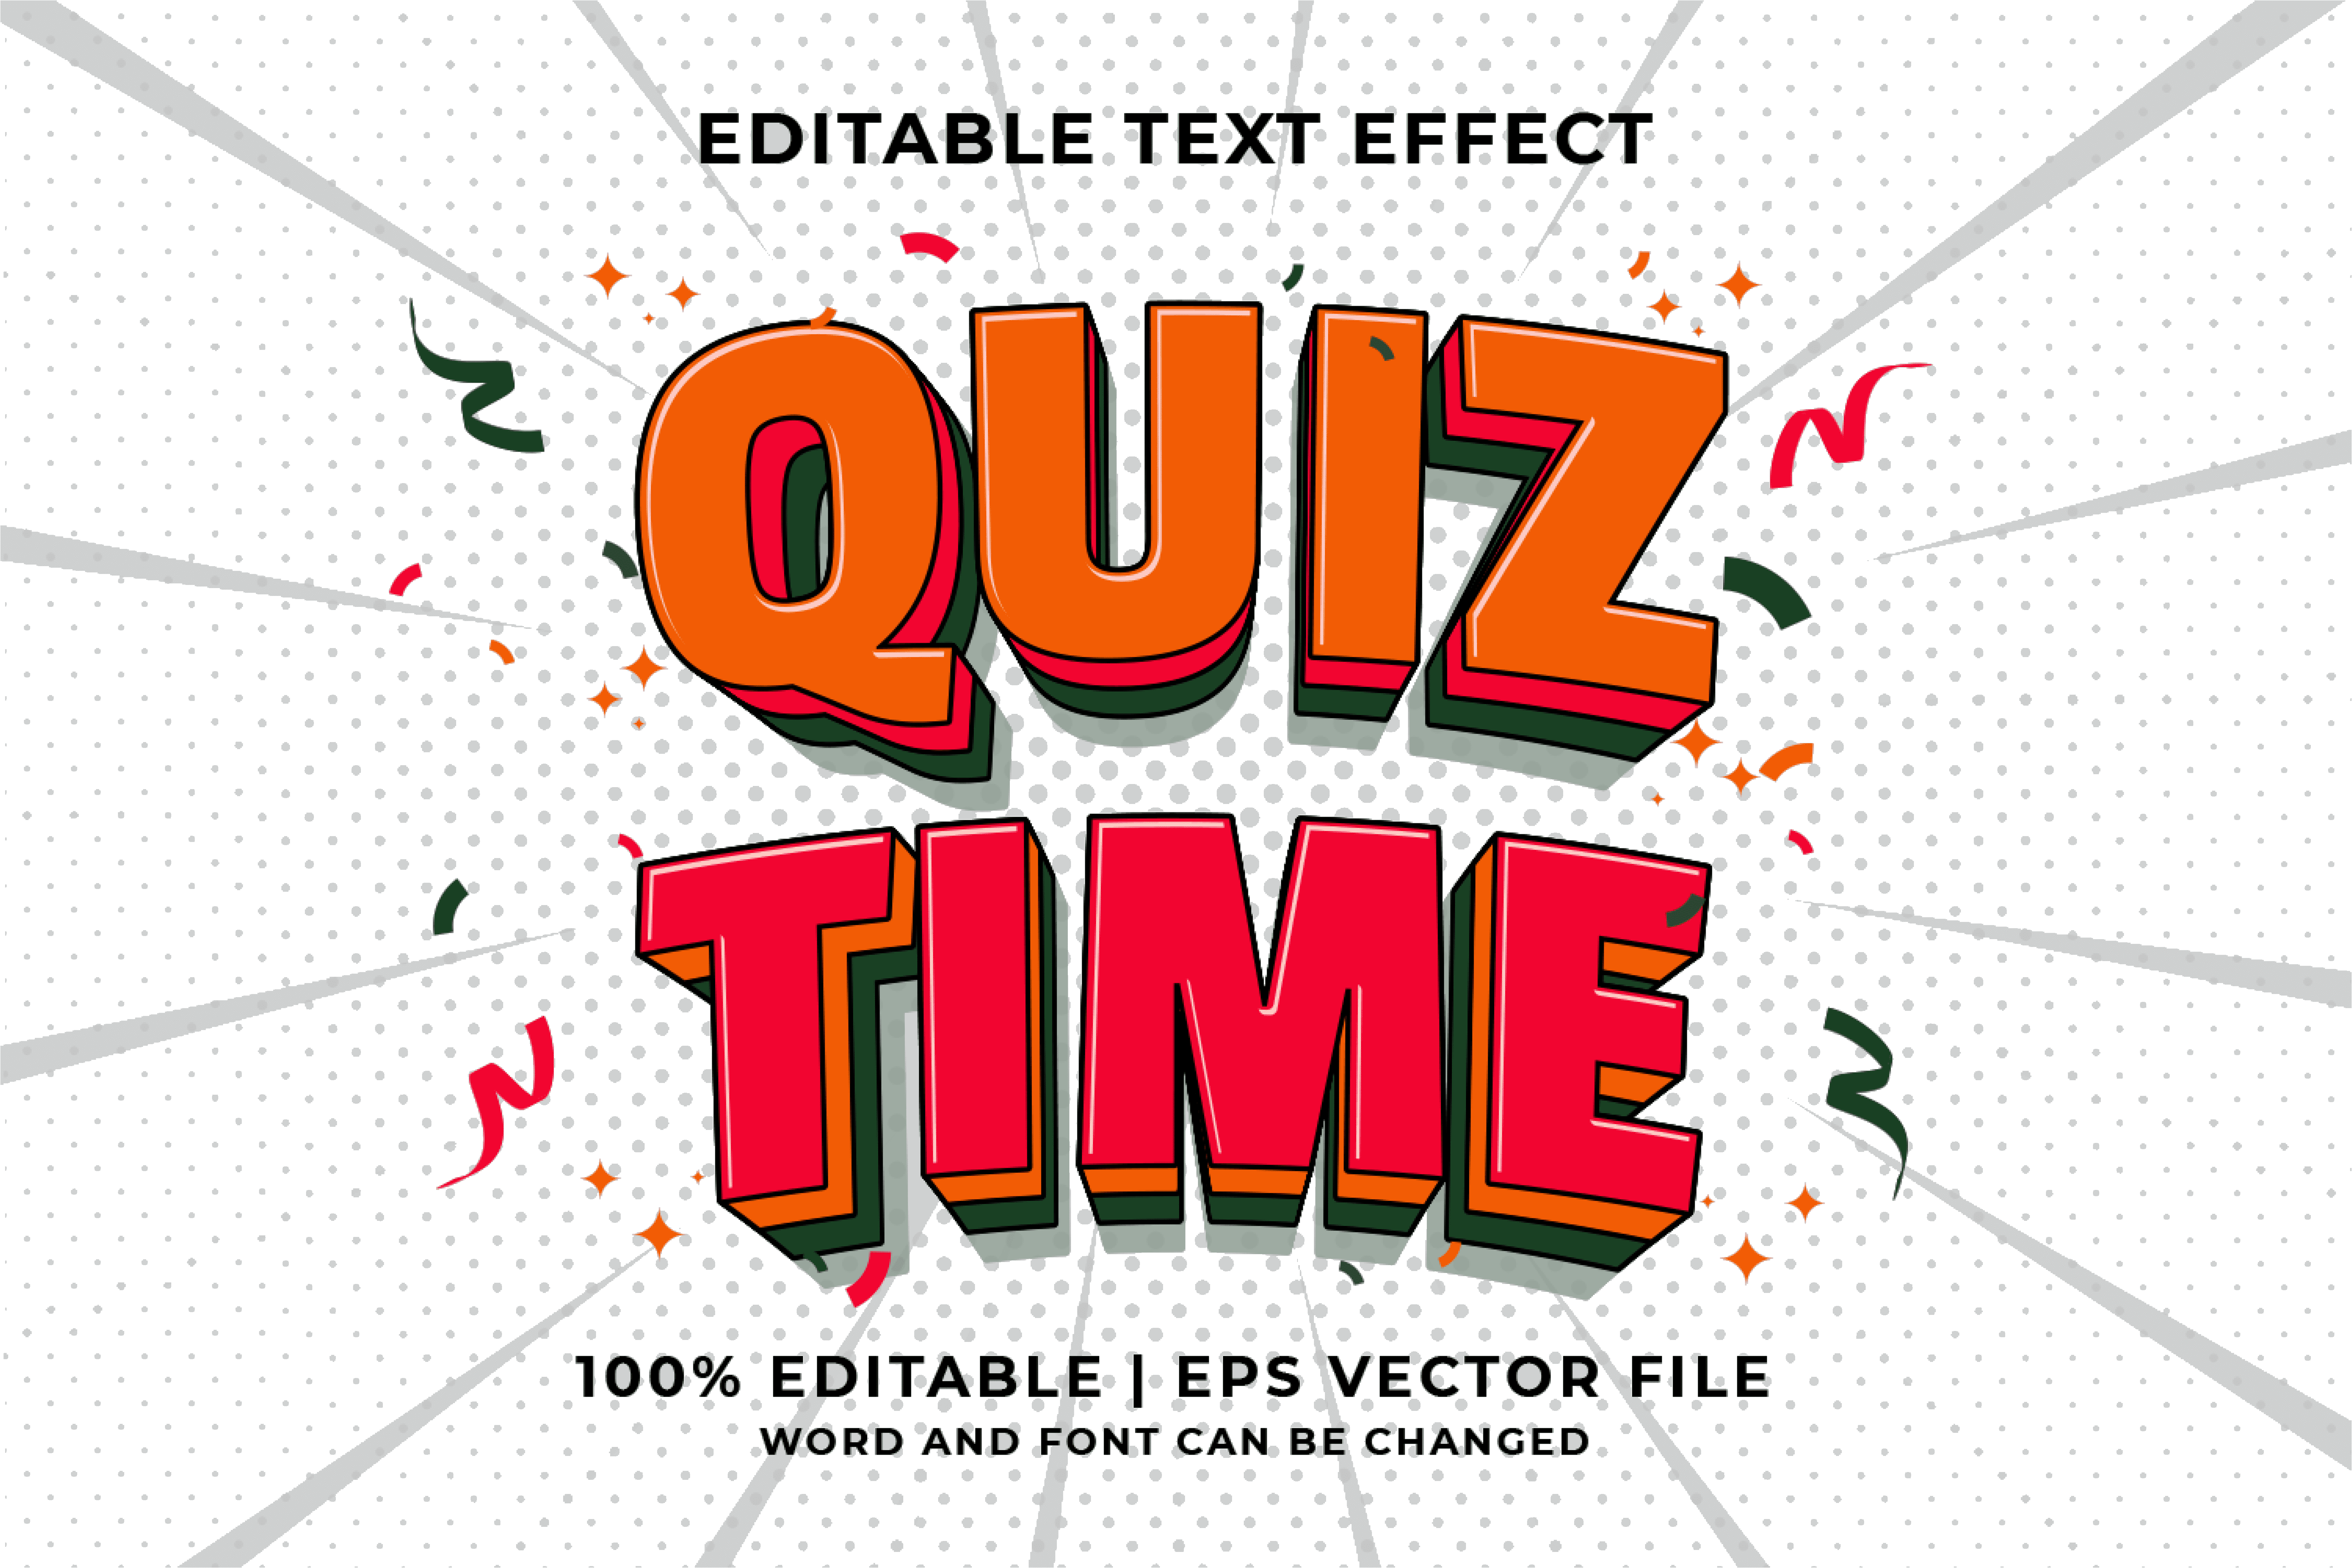 EDITABLE TEXT EFFECT
QUIZ
TIME
100% EDITABLE | EPS VECTOR FILE
WORD AND FONT CAN BE CHANGED